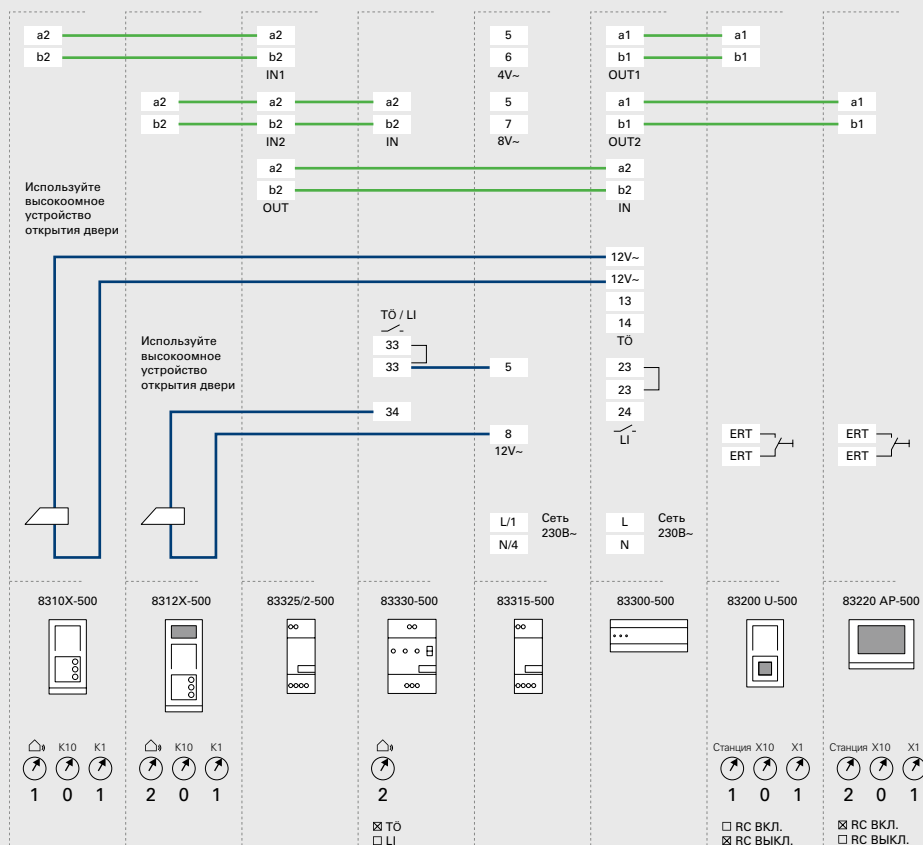 a2 a2 5 a1 a1
b2 b2 6 b1 b1
IN1 4V~ OUT1
a2 a2 a2 5 a1 a1
b2 b2 b2 7 b1 b1
IN2 IN 8V~ OUT2
a2 a2
b2 b2
OUT IN
Используйте
высокоомное
устройство
открытия двери
12V~
12V~
13
14
TÖ
TÖ / LI
33
33 5
34
8
12V~
Используйте
высокоомное
устройство
открытия двери
23
23
24
LI
ERT ERT
ERT ERT
L/1
N/4
Сеть
230В~
L
N
Сеть
230В~
8310X-500 8312X-500 83325/2-500 83330-500 83315-500 83300-500 83200 U-500 83220 AP-500
K10 K1 K10 K1 Станция X10 X1 Станция X10 X1
1 0 1 2 0 1 2 1 0 1 2 0 1
☒ TÖ
☐ LI
☐ RC ВКЛ.
☒ RC ВЫКЛ.
☒ RC ВКЛ.
☐ RC ВЫКЛ.